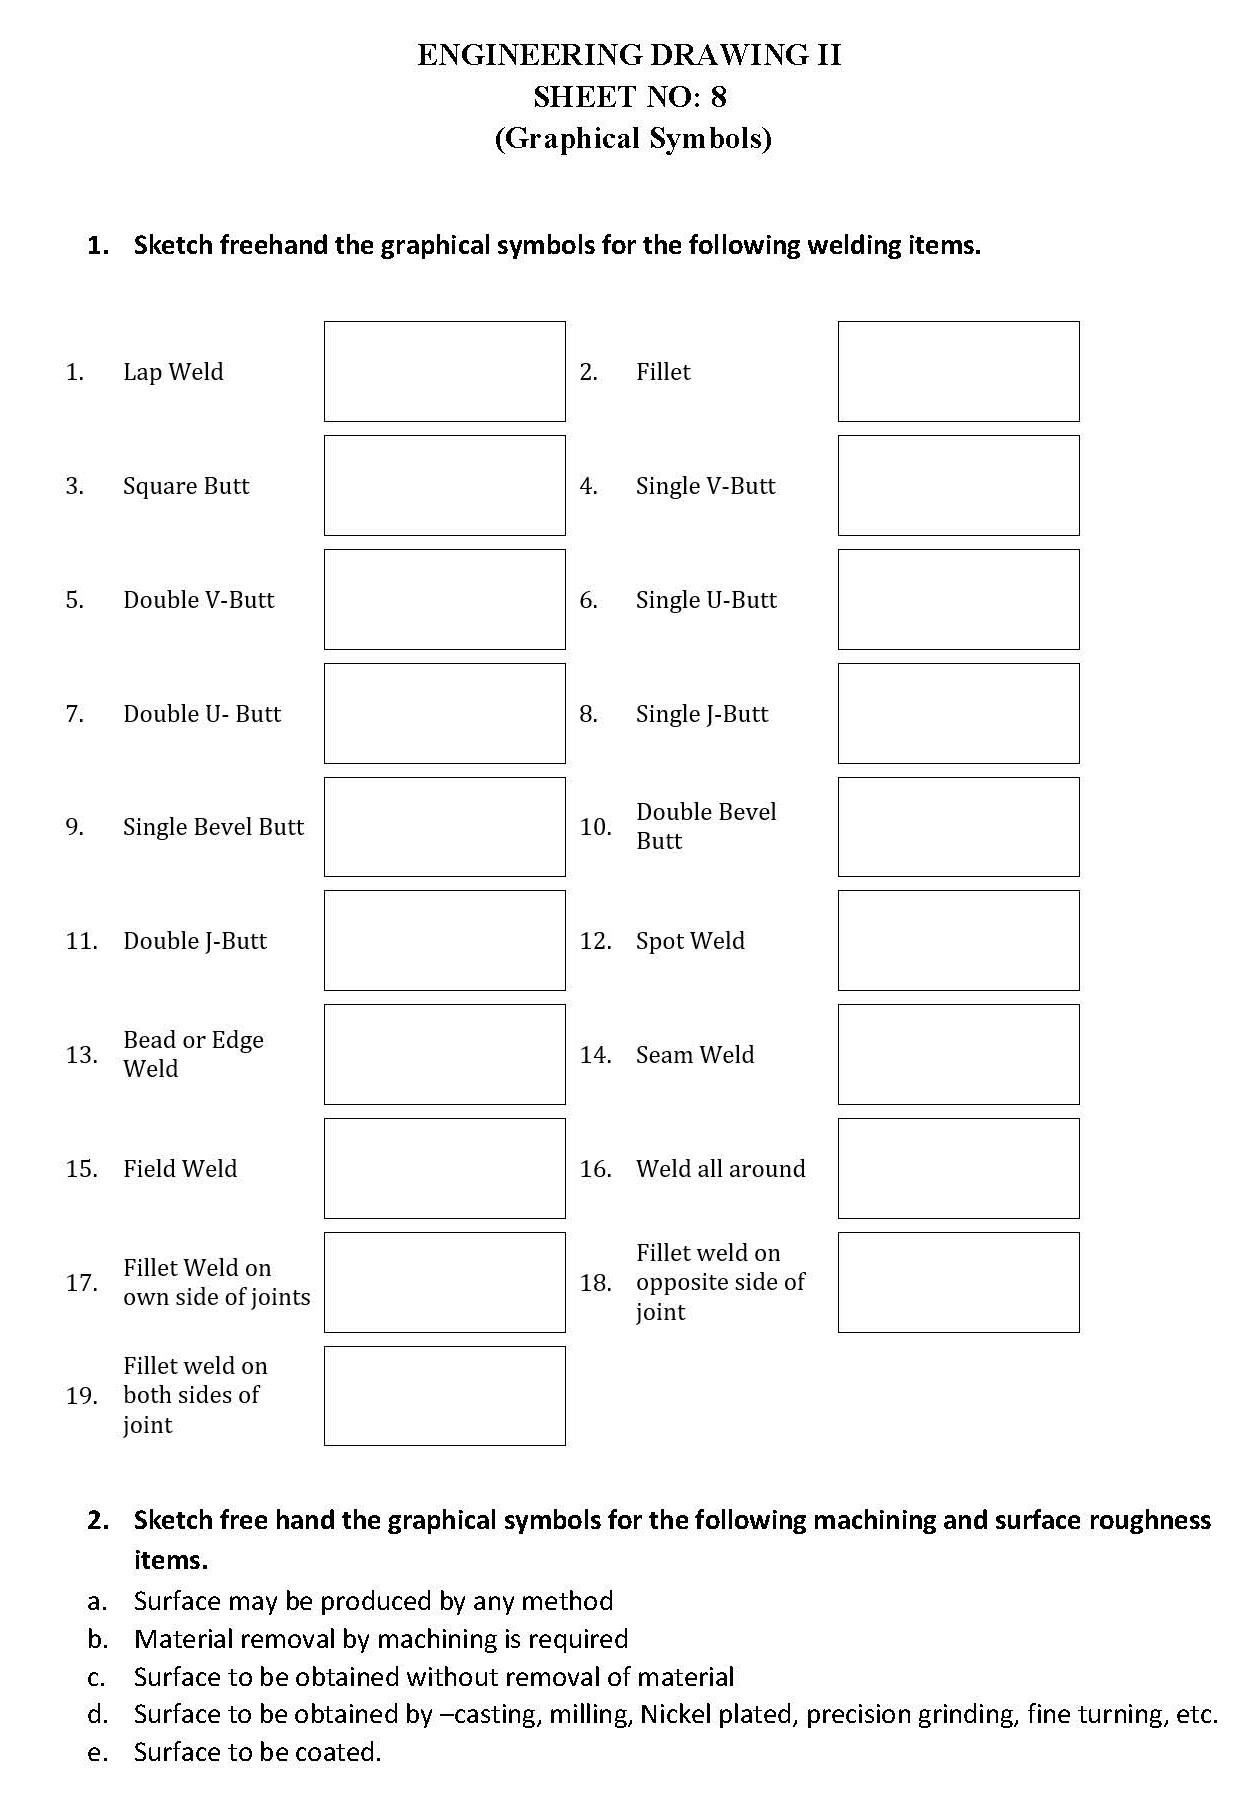 ENGINEERING DRAWING II
SHEET NO: 8
(Graphical Symbols)
1. Sketch freehand the graphical symbols for the following welding items.
1. Lap Weld
2. Fillet
3. Square Butt
4. Single V-Butt
5. Double V-Butt
6. Single U-Butt
7. Double U- Butt
8. Single J-Butt
9. Single Bevel Butt
10. Double Bevel
Butt
11. Double J-Butt
12. Spot Weld
13. Bead or Edge
Weld
14. Seam Weld
15. Field Weld
16. Weld all around
17. Fillet Weld on
own side of joints
18. Fillet weld on
opposite side of
joint
19. Fillet weld on
both sides of
joint
2. Sketch free hand the graphical symbols for the following machining and surface roughness
items.
a. Surface may be produced by any method
b. Material removal by machining is required
c. Surface to be obtained without removal of material
d. Surface to be obtained by –casting, milling, Nickel plated, precision grinding, fine turning, etc.
e. Surface to be coated.